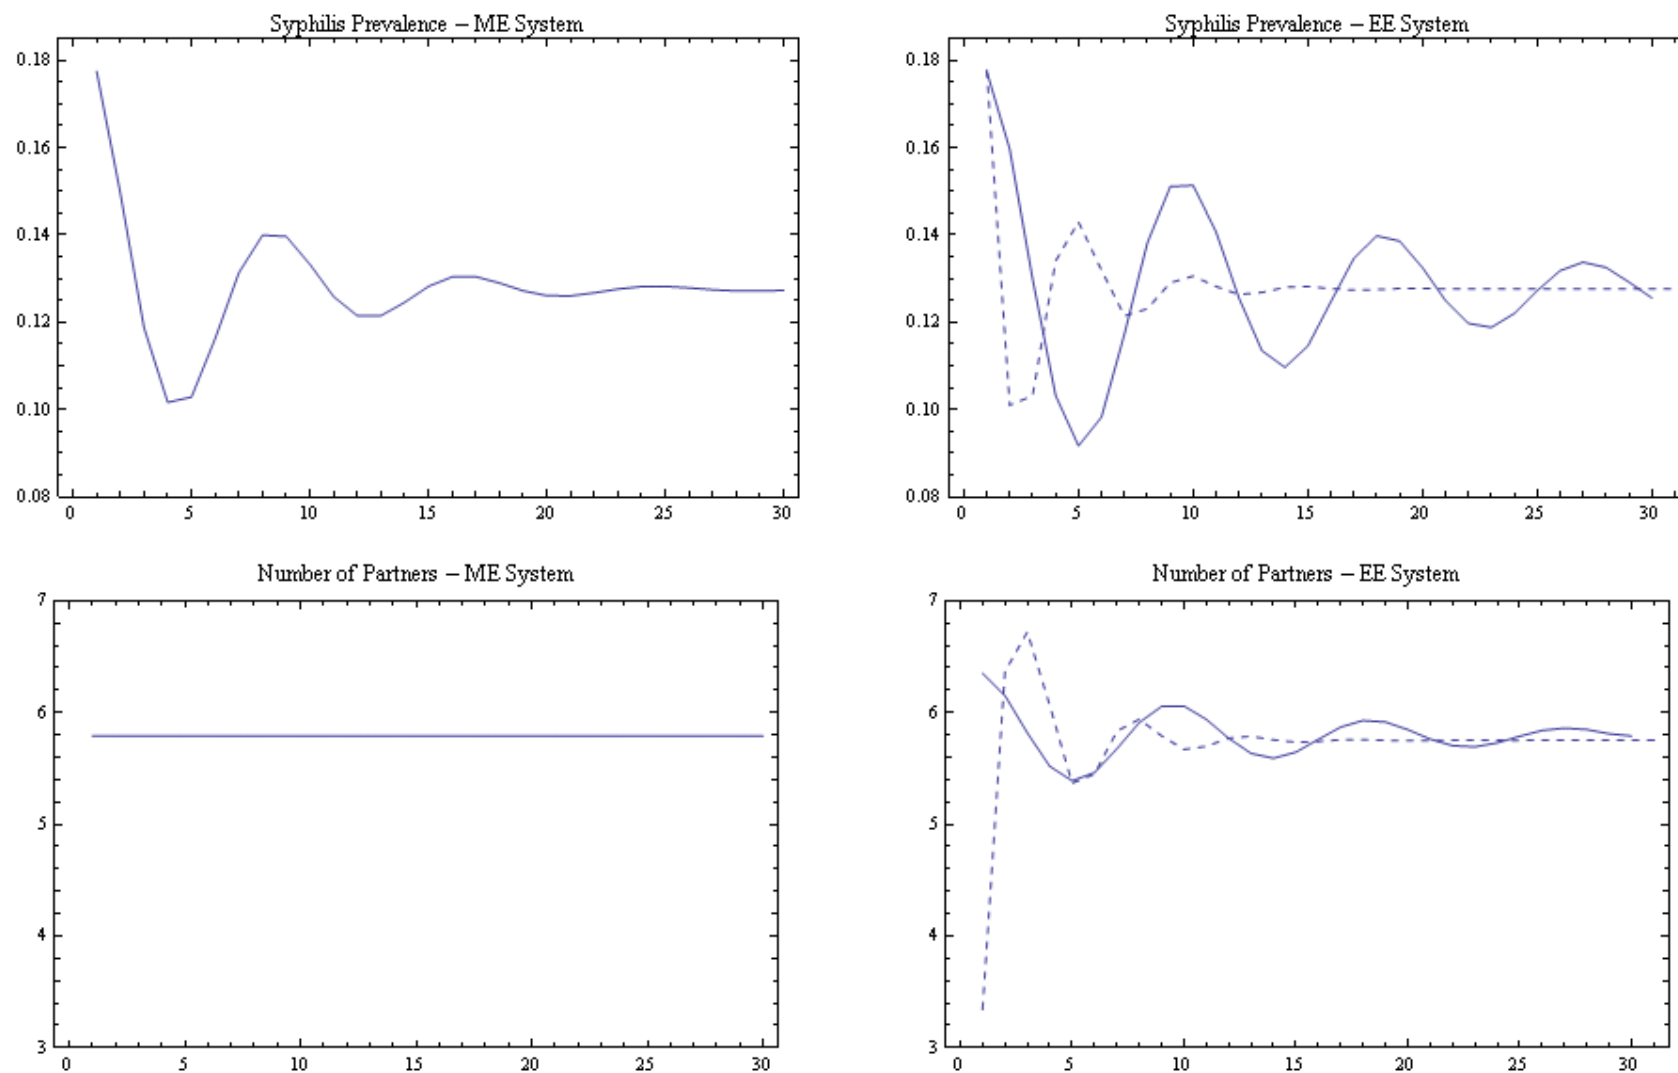 Syphilis Prevalence – ME System
0.18
0.16
0.14
0.12
0.10
0.08
0 5 10 15 20 25 30
Syphilis Prevalence – EE System
0.18
0.16
0.14
0.12
0.10
0.08
0 5 10 15 20 25 30
Number of Partners – ME System
7
6
5
4
3
0 5 10 15 20 25 30
Number of Partners – EE System
7
6
5
4
3
0 5 10 15 20 25 30